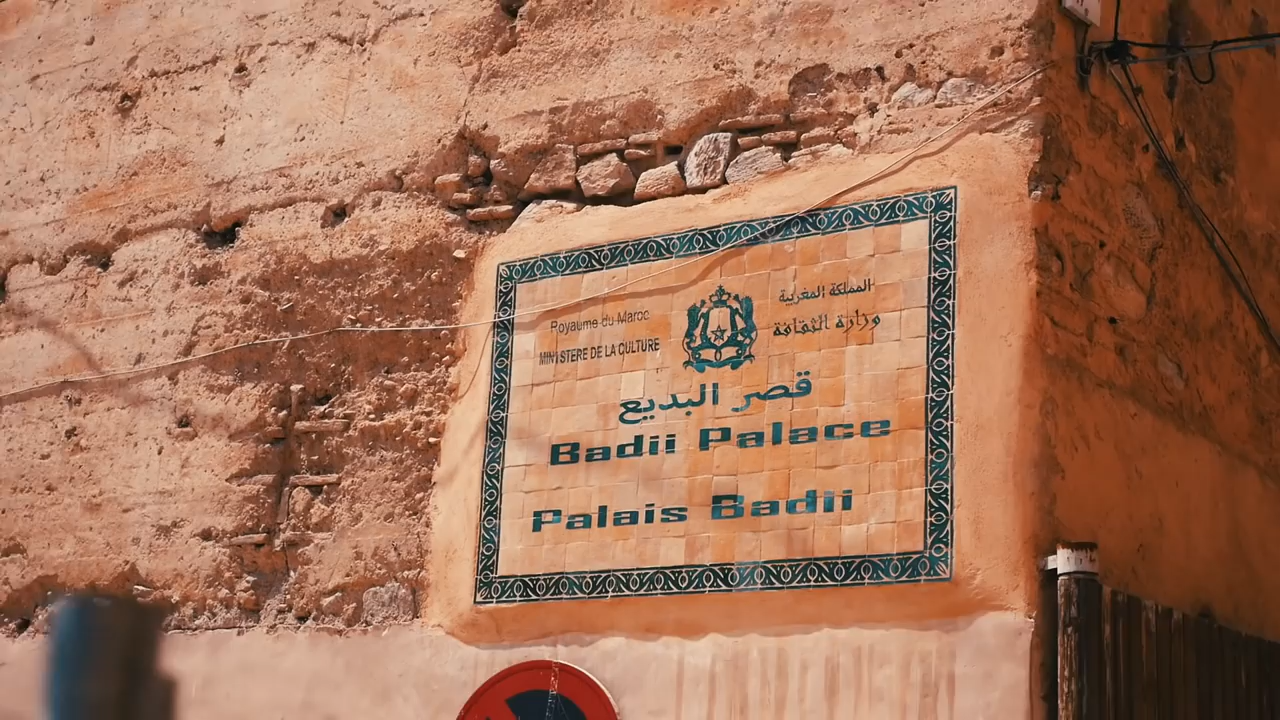 Royaume du Maroc
MINISTERE DE LA CULTURE
المملكة المغربية
وزارة الثقافة
قصر البديع
Badii Palace
Palais Badii